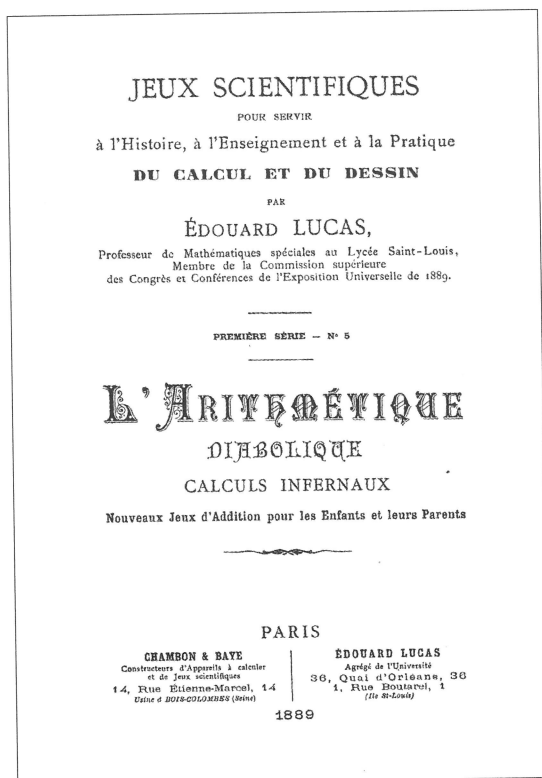 JEUX SCIENTIFIQUES
POUR SERVIR
à l'Histoire, à l'Enseignement et à la Pratique
DU CALCUL ET DU DESSIN
PAR
ÉDOUARD LUCAS,
Professeur de Mathématiques spéciales au Lycée Saint-Louis,
Membre de la Commission supérieure
des Congrès et Conférences de l'Exposition Universelle de 1889.
PREMIÈRE SÉRIE — No 5
L'ARITHMÉTIQUE
DIABOLIQUE
CALCULS INFERNAUX
Nouveaux Jeux d'Addition pour les Enfants et leurs Parents
PARIS
CHAMBON & BAYE
Constructeurs d'Appareils à calculer
et de Jeux scientifiques
14, Rue Étienne-Marcel, 14
Usine à BOIS-COLOMBES (Seine)
ÉDOUARD LUCAS
Agrégé de l'Université
36, Quai d'Orléans, 36
1, Rue Boutarel, 1
(Ile St-Louis)
1889